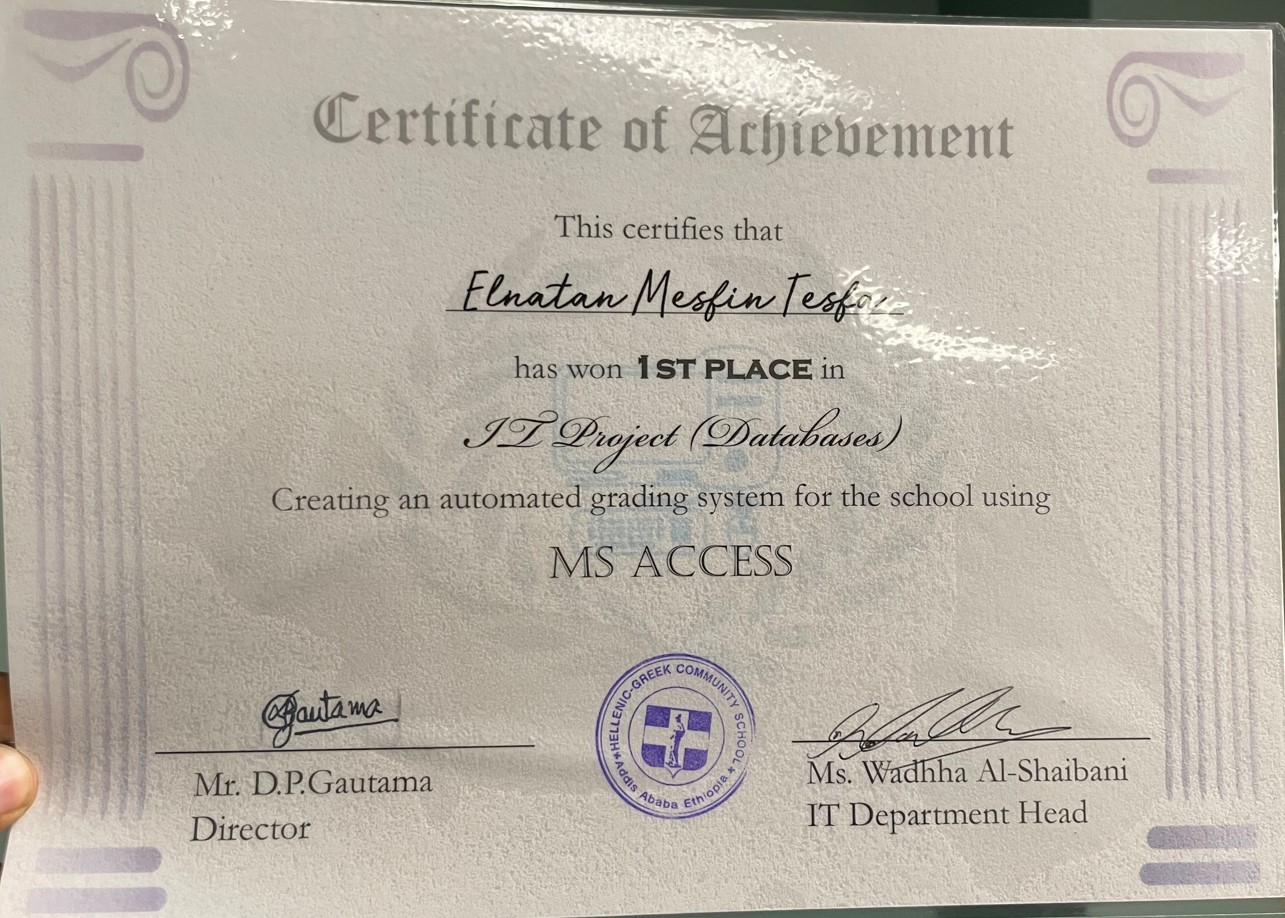 Certificate of Achievement
This certifies that
Elnatan Mesfin Tesfa
has won 1ST PLACE in
IT Project (Databases)
Creating an automated grading system for the school using
MS ACCESS
Gautama
HELLENIC-GREEK COMMUNITY SCHOOL
Addis Ababa Ethiopia
Mr. D.P.Gautama
Director
Ms. Wadhha Al-Shaibani
IT Department Head